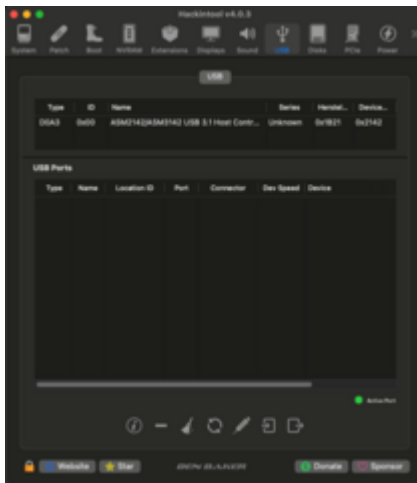 Hackintool v4.0.3
System Patch Boot NVRAM Extensions Displays Sound USB Disks PCIe Power
USB
Type ID Name Series Herstel... Device...
0x00 ASM2142/ASM3142 USB 3.1 Host Contr... Unknown 0x1B21 0x2142
USB Ports
Type Name Location ID Port Connector Dev Speed Device
Active Port
Website Star BEN BAKER Donate Sponsor